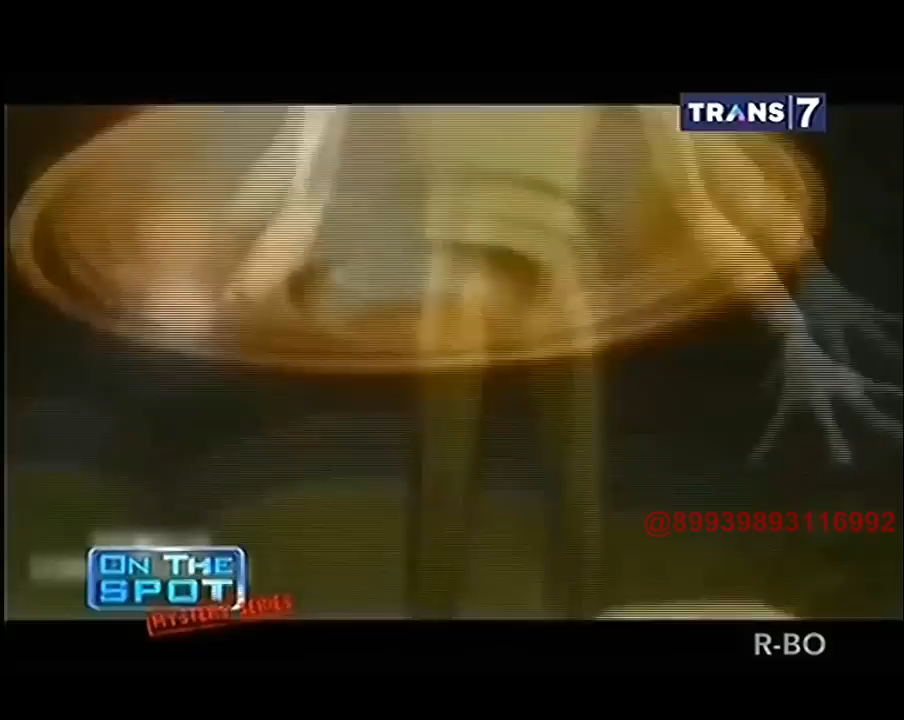 TRANS|7
@89939893116992
ON THE
SPOT
MYSTERY SERIES
R-BO